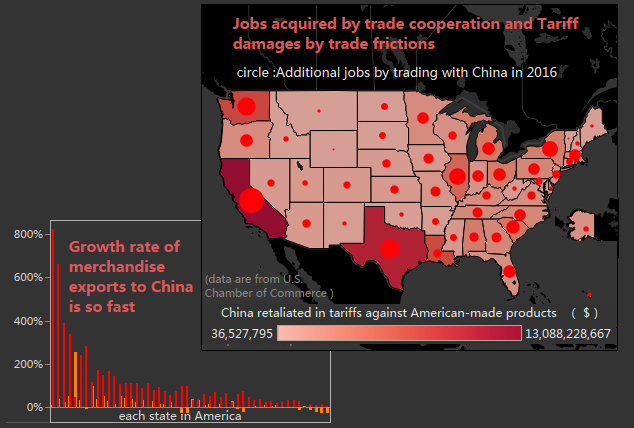 Jobs acquired by trade cooperation and Tariff
damages by trade frictions
circle :Additional jobs by trading with China in 2016
(data are from U.S.
Chamber of Commerce )
China retaliated in tariffs against American-made products ( $ )
36,527,795
13,088,228,667
Growth rate of
merchandise
exports to China
is so fast
800%
600%
400%
200%
0%
each state in America